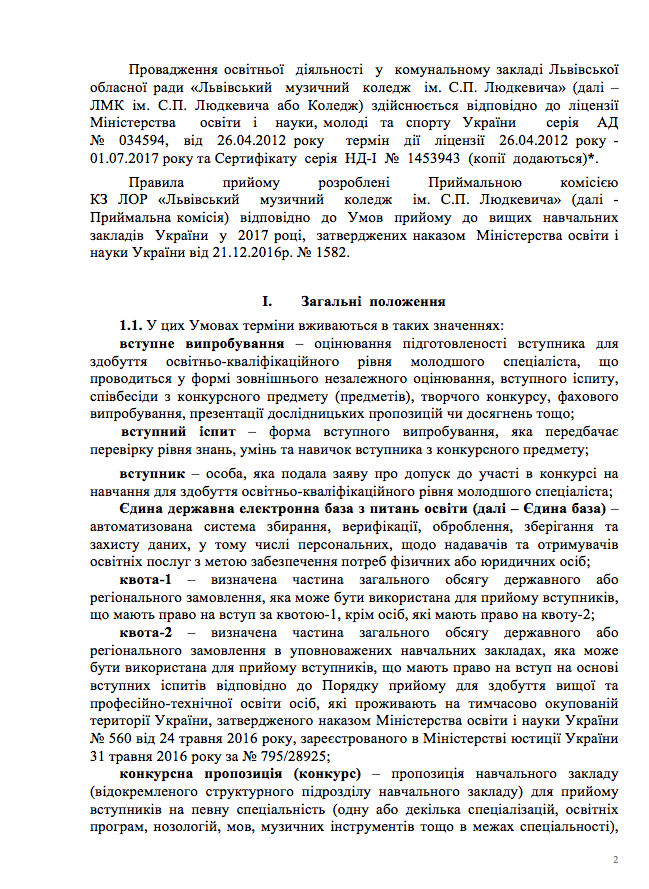 Провадження освітньої діяльності у комунальному закладі Львівської
обласної ради «Львівський музичний коледж ім. С.П. Людкевича» (далі –
ЛМК ім. С.П. Людкевича або Коледж) здійснюється відповідно до ліцензії
Міністерства освіти і науки, молоді та спорту України серія АД
№ 034594, від 26.04.2012 року термін дії ліцензії 26.04.2012 року -
01.07.2017 року та Сертифікату серія НД-І № 1453943 (копії додаються)*.
Правила прийому розроблені Приймальною комісією
КЗ ЛОР «Львівський музичний коледж ім. С.П. Людкевича» (далі -
Приймальна комісія) відповідно до Умов прийому до вищих навчальних
закладів України у 2017 році, затверджених наказом Міністерства освіти і
науки України від 21.12.2016р. № 1582.
І. Загальні положення
1.1. У цих Умовах терміни вживаються в таких значеннях:
вступне випробування – оцінювання підготовленості вступника для
здобуття освітньо-кваліфікаційного рівня молодшого спеціаліста, що
проводиться у формі зовнішнього незалежного оцінювання, вступного іспиту,
співбесіди з конкурсного предмету (предметів), творчого конкурсу, фахового
випробування, презентації дослідницьких пропозицій чи досягнень тощо;
вступний іспит – форма вступного випробування, яка передбачає
перевірку рівня знань, умінь та навичок вступника з конкурсного предмету;
вступник – особа, яка подала заяву про допуск до участі в конкурсі на
навчання для здобуття освітньо-кваліфікаційного рівня молодшого спеціаліста;
Єдина державна електронна база з питань освіти (далі – Єдина база) –
автоматизована система збирання, верифікації, оброблення, зберігання та
захисту даних, у тому числі персональних, щодо надавачів та отримувачів
освітніх послуг з метою забезпечення потреб фізичних або юридичних осіб;
квота-1 – визначена частина загального обсягу державного або
регіонального замовлення, яка може бути використана для прийому вступників,
що мають право на вступ за квотою-1, крім осіб, які мають право на квоту-2;
квота-2 – визначена частина загального обсягу державного або
регіонального замовлення в уповноважених навчальних закладах, яка може
бути використана для прийому вступників, що мають право на вступ на основі
вступних іспитів відповідно до Порядку прийому для здобуття вищої та
професійно-технічної освіти осіб, які проживають на тимчасово окупованій
території України, затвердженого наказом Міністерства освіти і науки України
№ 560 від 24 травня 2016 року, зареєстрованого в Міністерстві юстиції України
31 травня 2016 року за № 795/28925;
конкурсна пропозиція (конкурс) – пропозиція навчального закладу
(відокремленого структурного підрозділу навчального закладу) для прийому
вступників на певну спеціальність (одну або декілька спеціалізацій, освітніх
програм, нозологій, мов, музичних інструментів тощо в межах спеціальності),
2